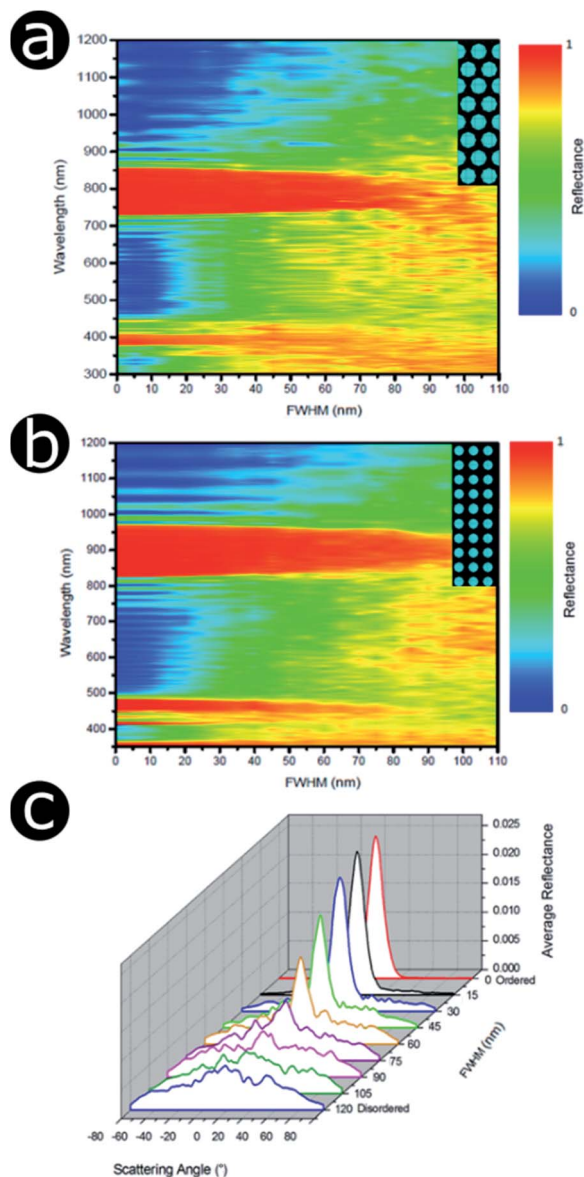 a
1200
1100
1000
900
800
700
600
500
400
300
Wavelength (nm)
0 10 20 30 40 50 60 70 80 90 100 110
FWHM (nm)
1
Reflectance
0
b
1200
1100
1000
900
800
700
600
500
400
Wavelength (nm)
0 10 20 30 40 50 60 70 80 90 100 110
FWHM (nm)
1
Reflectance
0
c
0.025
0.020
0.015
0.010
0.005
0.000
Average Reflectance
0 Ordered
15
30
45
60
75
90
105
120 Disordered
FWHM (nm)
-80 -60 -40 -20 0 20 40 60 80
Scattering Angle (°)